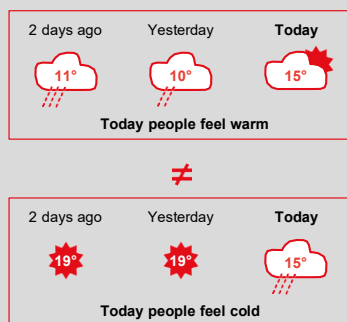 2 days ago Yesterday Today
11° 10° 15°
Today people feel warm
≠
2 days ago Yesterday Today
19° 19° 15°
Today people feel cold